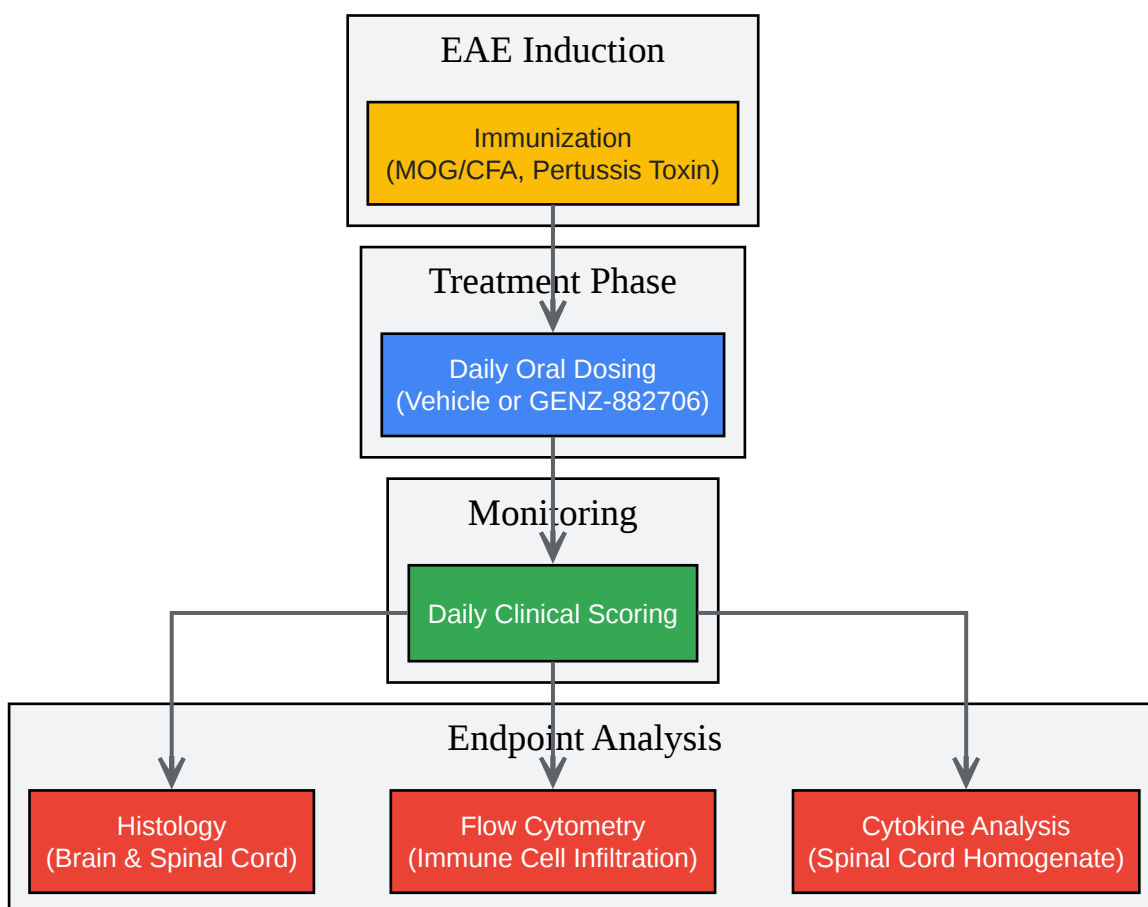 EAE Induction
Immunization
(MOG/CFA, Pertussis Toxin)
Treatment Phase
Daily Oral Dosing
(Vehicle or GENZ-882706)
Monitoring
Daily Clinical Scoring
Endpoint Analysis
Histology
(Brain & Spinal Cord)
Flow Cytometry
(Immune Cell Infiltration)
Cytokine Analysis
(Spinal Cord Homogenate)